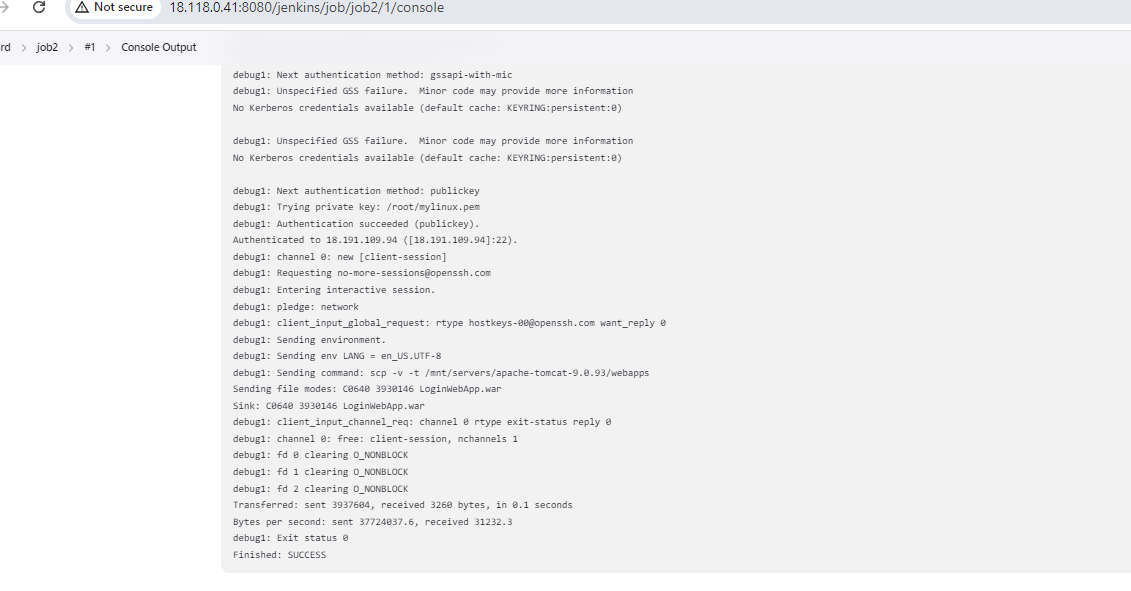 Not secure 18.118.0.41:8080/jenkins/job/job2/1/console
rd > job2 > #1 > Console Output
debug1: Next authentication method: gssapi-with-mic
debug1: Unspecified GSS failure.  Minor code may provide more information
No Kerberos credentials available (default cache: KEYRING:persistent:0)
debug1: Unspecified GSS failure.  Minor code may provide more information
No Kerberos credentials available (default cache: KEYRING:persistent:0)
debug1: Next authentication method: publickey
debug1: Trying private key: /root/mylinux.pem
debug1: Authentication succeeded (publickey).
Authenticated to 18.191.109.94 ([18.191.109.94]:22).
debug1: channel 0: new [client-session]
debug1: Requesting no-more-sessions@openssh.com
debug1: Entering interactive session.
debug1: pledge: network
debug1: client_input_global_request: rtype hostkeys-00@openssh.com want_reply 0
debug1: Sending environment.
debug1: Sending env LANG = en_US.UTF-8
debug1: Sending command: scp -v -t /mnt/servers/apache-tomcat-9.0.93/webapps
Sending file modes: C0640 3930146 LoginWebApp.war
Sink: C0640 3930146 LoginWebApp.war
debug1: client_input_channel_req: channel 0 rtype exit-status reply 0
debug1: channel 0: free: client-session, nchannels 1
debug1: fd 0 clearing O_NONBLOCK
debug1: fd 1 clearing O_NONBLOCK
debug1: fd 2 clearing O_NONBLOCK
Transferred: sent 3937604, received 3260 bytes, in 0.1 seconds
Bytes per second: sent 37724037.6, received 31232.3
debug1: Exit status 0
Finished: SUCCESS